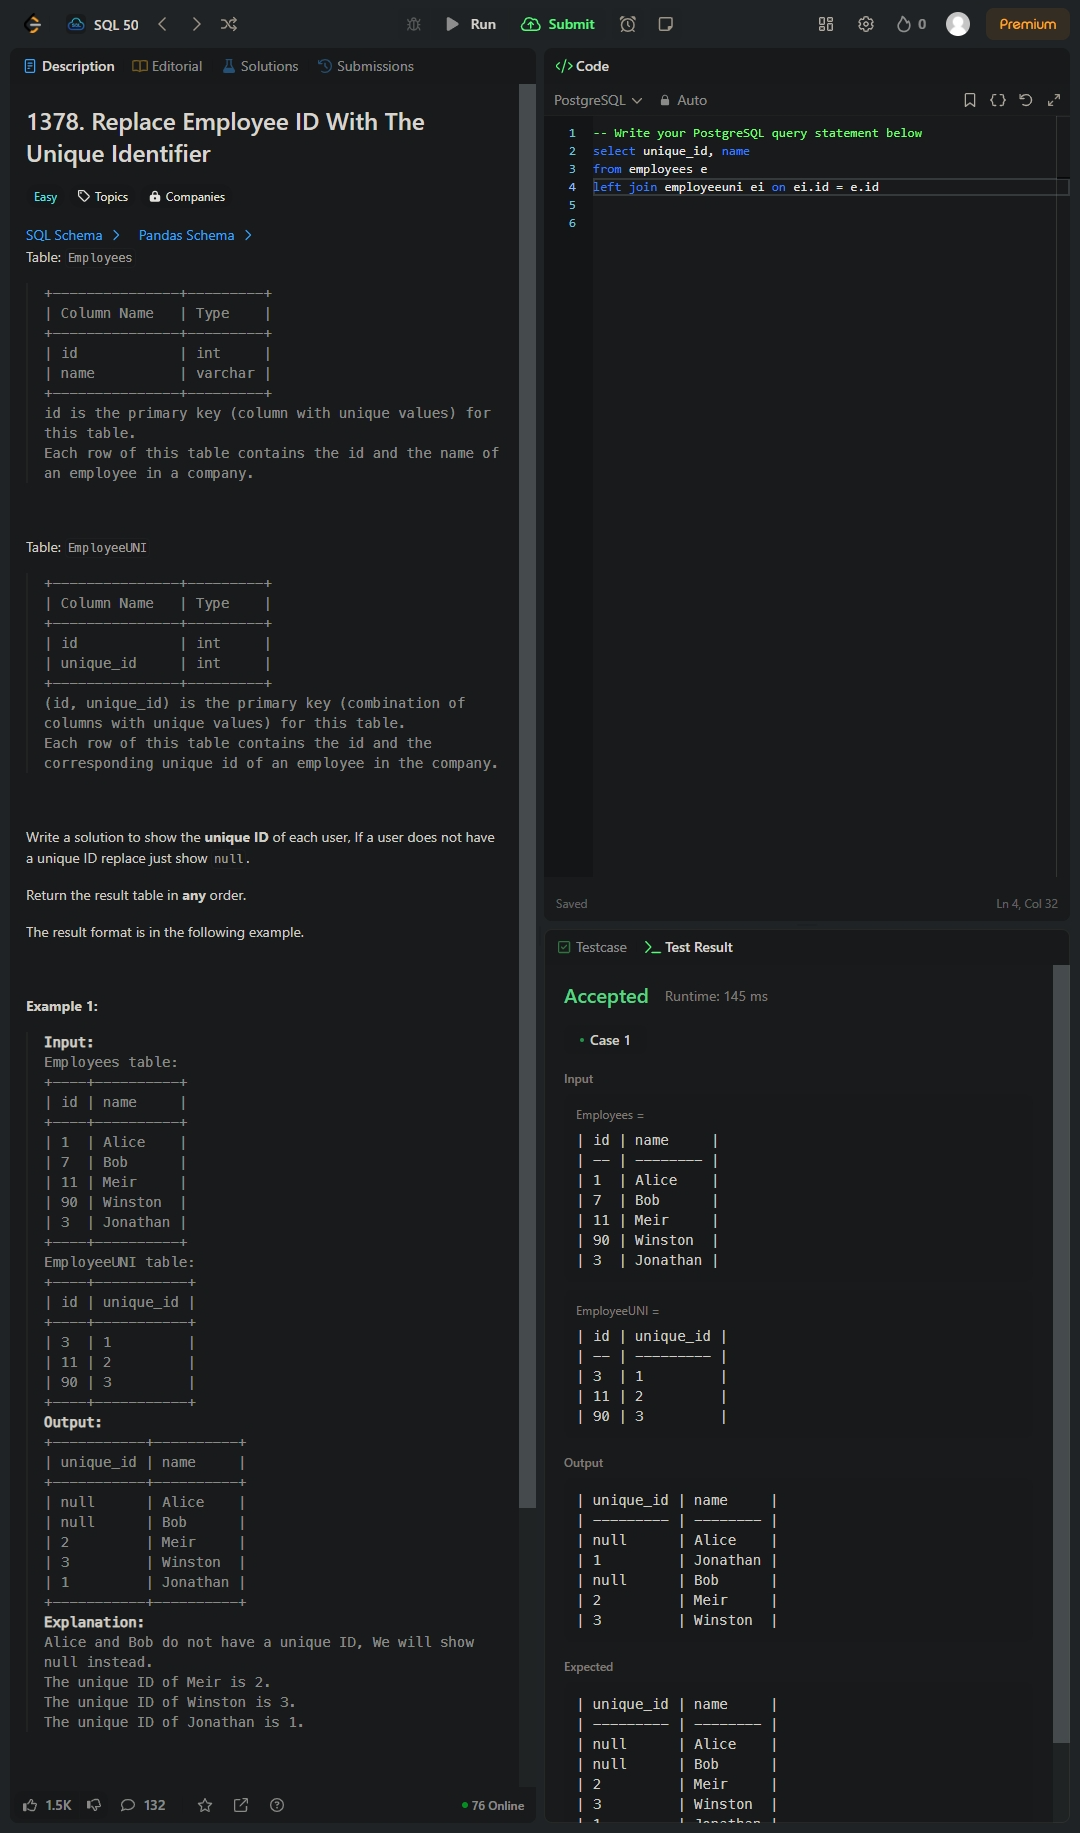 SQL 50
Run
Submit
0
Premium
Description
Editorial
Solutions
Submissions
1378. Replace Employee ID With The
Unique Identifier
Easy
Topics
Companies
SQL Schema
Pandas Schema
Table: Employees
+---------------+---------+
| Column Name   | Type    |
+---------------+---------+
| id            | int     |
| name          | varchar |
+---------------+---------+
id is the primary key (column with unique values) for
this table.
Each row of this table contains the id and the name of
an employee in a company.
Table: EmployeeUNI
+---------------+---------+
| Column Name   | Type    |
+---------------+---------+
| id            | int     |
| unique_id     | int     |
+---------------+---------+
(id, unique_id) is the primary key (combination of
columns with unique values) for this table.
Each row of this table contains the id and the
corresponding unique id of an employee in the company.
Write a solution to show the unique ID of each user, If a user does not have
a unique ID replace just show null.
Return the result table in any order.
The result format is in the following example.
Example 1:
Input:
Employees table:
+----+----------+
| id | name     |
+----+----------+
| 1  | Alice    |
| 7  | Bob      |
| 11 | Meir     |
| 90 | Winston  |
| 3  | Jonathan |
+----+----------+
EmployeeUNI table:
+----+-----------+
| id | unique_id |
+----+-----------+
| 3  | 1         |
| 11 | 2         |
| 90 | 3         |
+----+-----------+
Output:
+-----------+----------+
| unique_id | name     |
+-----------+----------+
| null      | Alice    |
| null      | Bob      |
| 2         | Meir     |
| 3         | Winston  |
| 1         | Jonathan |
+-----------+----------+
Explanation:
Alice and Bob do not have a unique ID, We will show
null instead.
The unique ID of Meir is 2.
The unique ID of Winston is 3.
The unique ID of Jonathan is 1.
1.5K
132
76 Online
</> Code
PostgreSQL
Auto
1 -- Write your PostgreSQL query statement below
2 select unique_id, name
3 from employees e
4 left join employeeuni ei on ei.id = e.id
5
6
Saved
Ln 4, Col 32
Testcase
>_ Test Result
Accepted
Runtime: 145 ms
• Case 1
Input
Employees =
| id | name     |
| -- | -------- |
| 1  | Alice    |
| 7  | Bob      |
| 11 | Meir     |
| 90 | Winston  |
| 3  | Jonathan |
EmployeeUNI =
| id | unique_id |
| -- | --------- |
| 3  | 1         |
| 11 | 2         |
| 90 | 3         |
Output
| unique_id | name     |
| --------- | -------- |
| null      | Alice    |
| 1         | Jonathan |
| null      | Bob      |
| 2         | Meir     |
| 3         | Winston  |
Expected
| unique_id | name     |
| --------- | -------- |
| null      | Alice    |
| null      | Bob      |
| 2         | Meir     |
| 3         | Winston  |